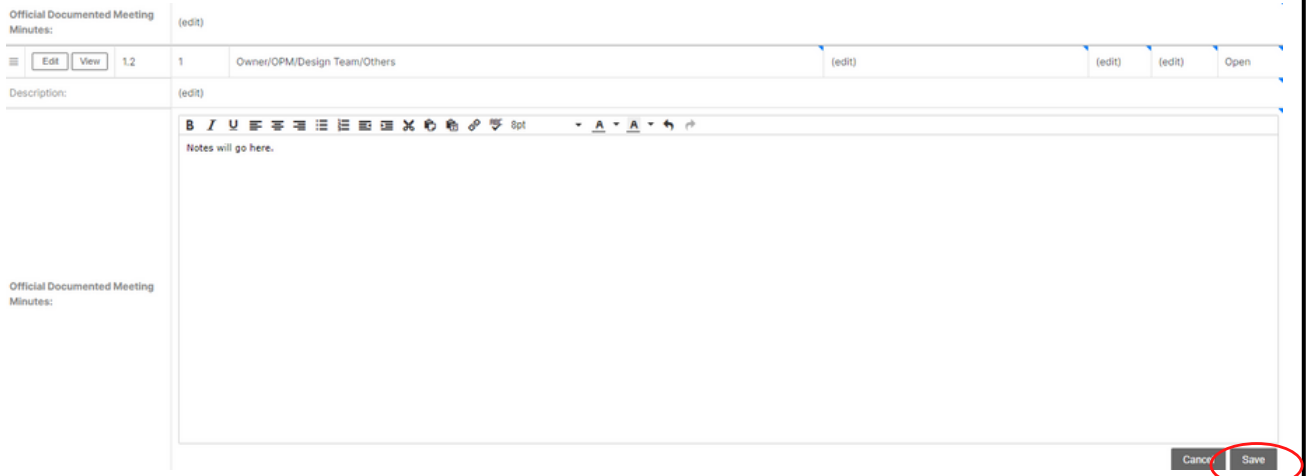 Official Documented Meeting
Minutes:
(edit)
Edit View 1.2 1 Owner/OPM/Design Team/Others (edit) (edit) (edit) Open
Description: (edit)
B I U 8pt A A
Notes will go here.
Official Documented Meeting
Minutes:
Cancel Save